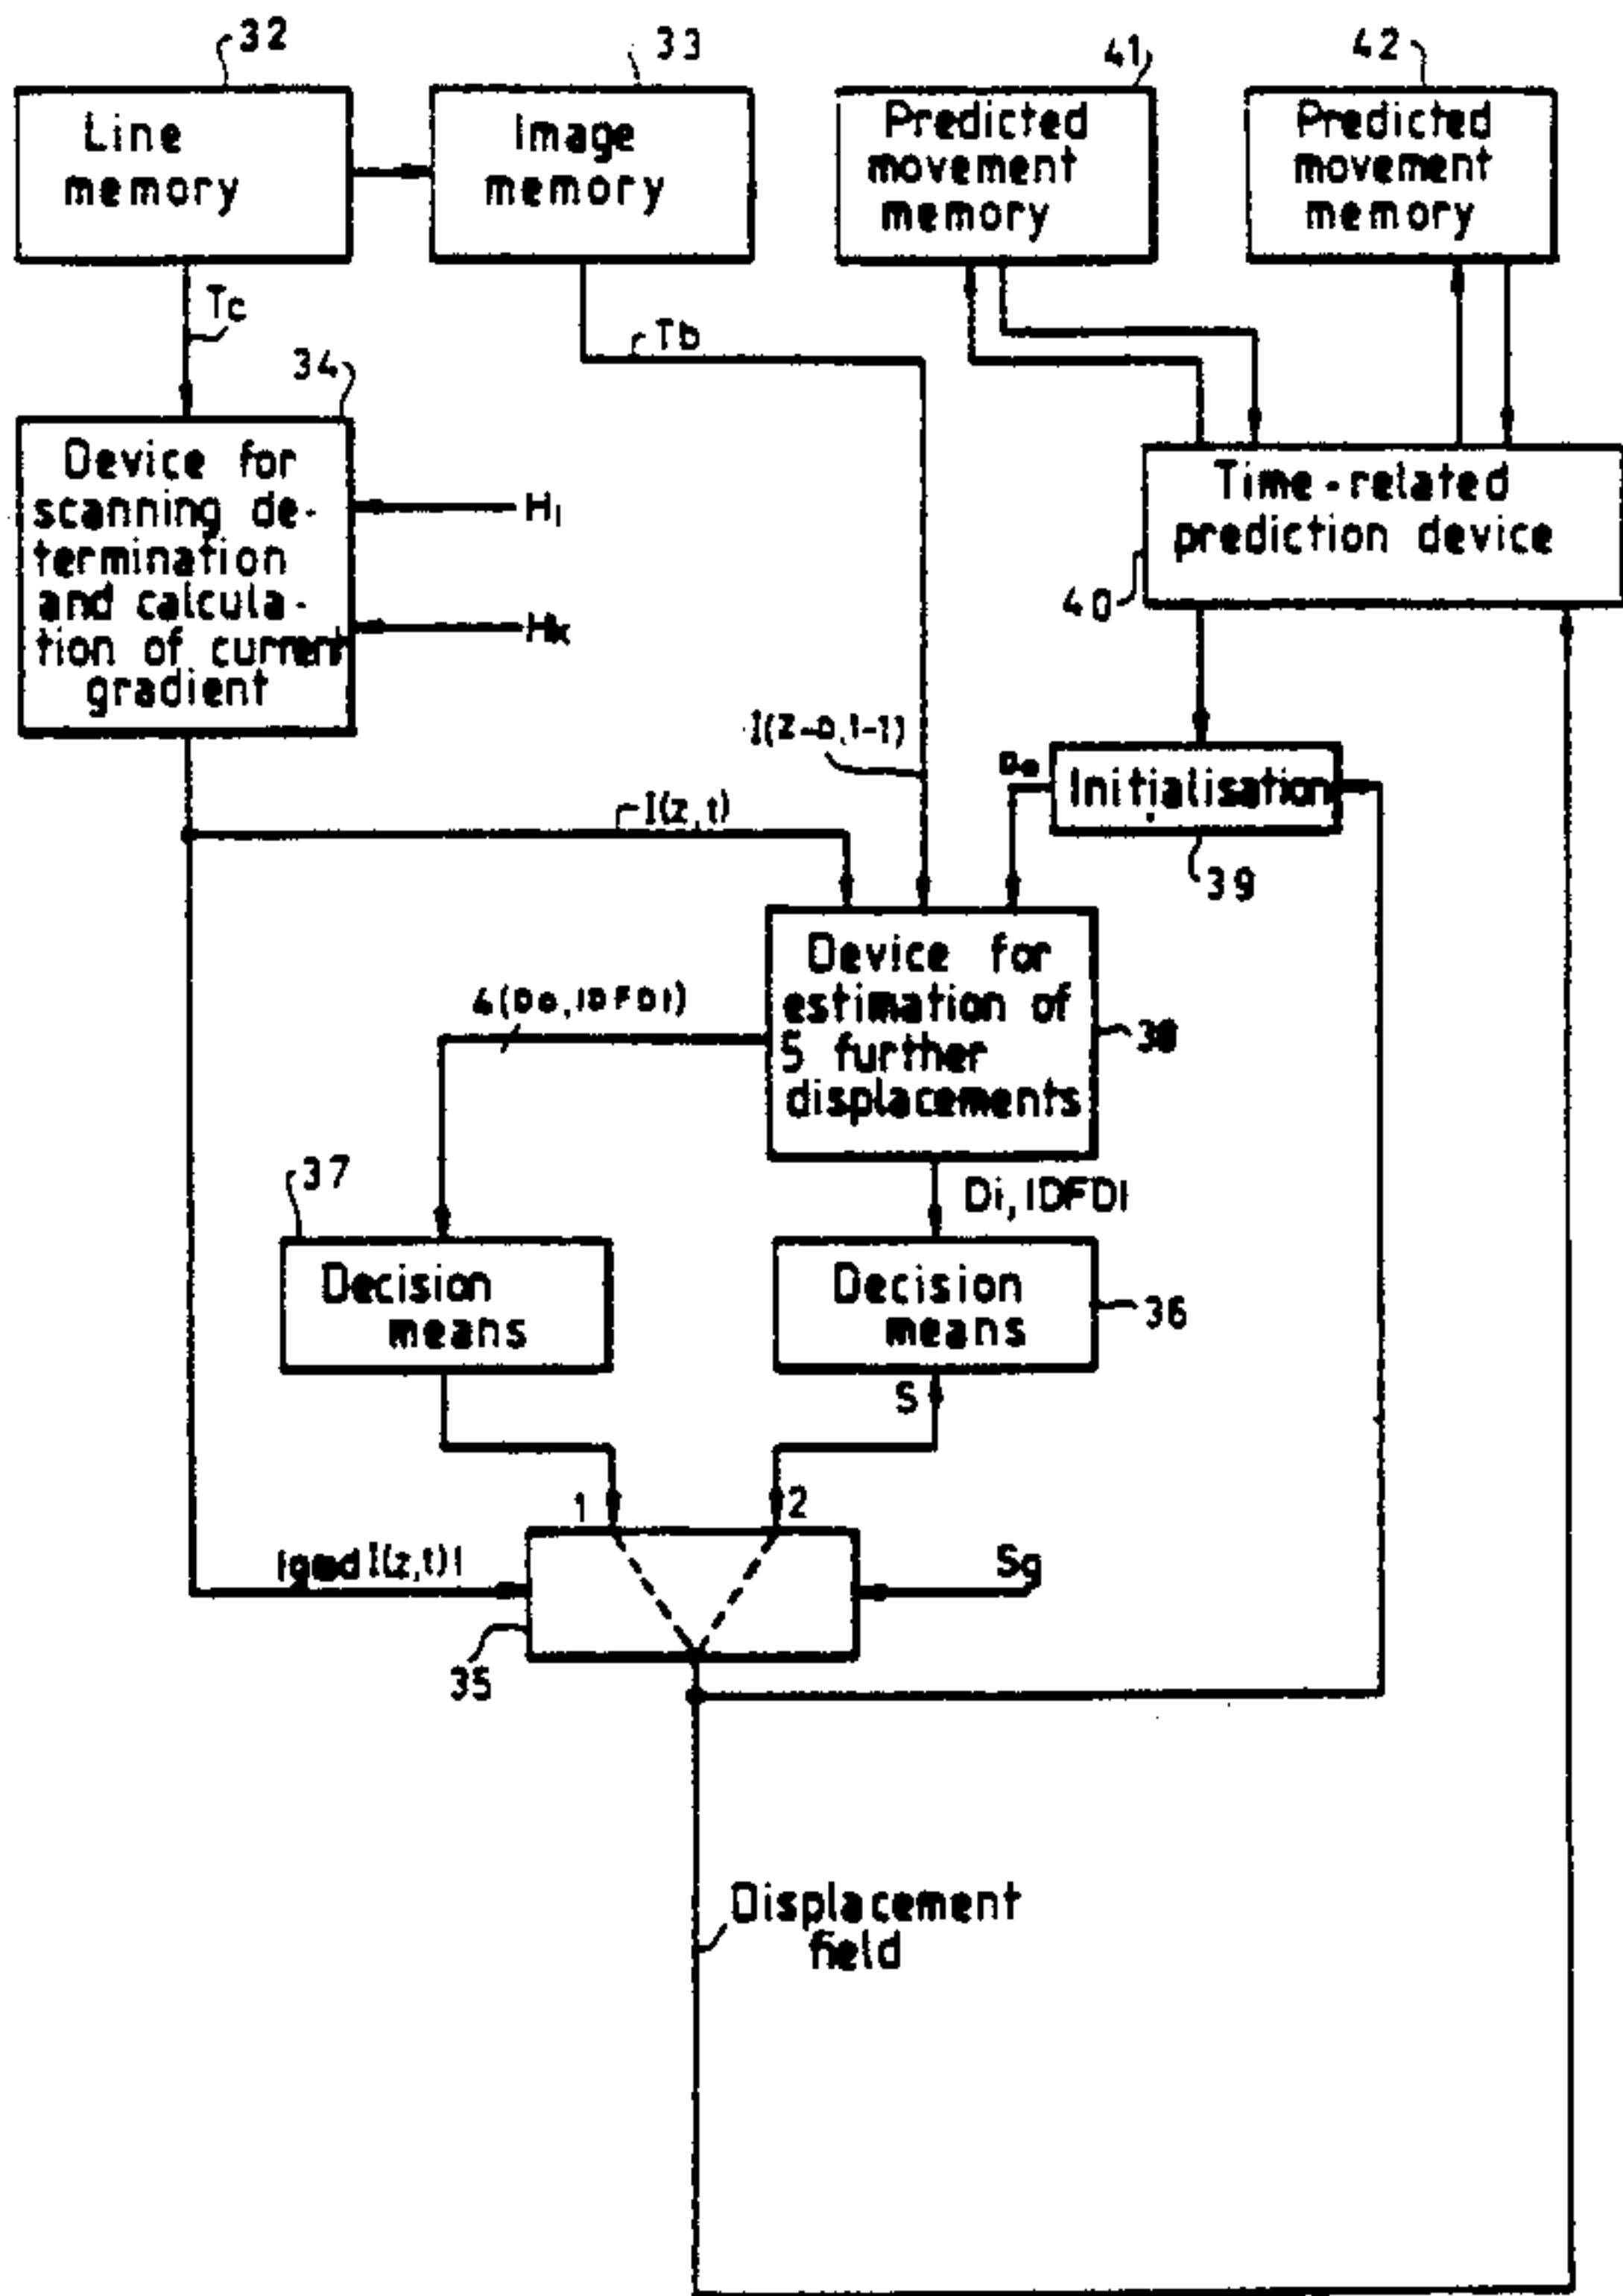 32
33
41
42
Line
memory
Image
memory
Predicted
movement
memory
Predicted
movement
memory
Tc
Tb
34
Device for
scanning de-
termination
and calcula-
tion of current
gradient
H1
Hk
Time-related
prediction device
40
I(z-D,t-1)
Do
Initialisation
39
I(z,t)
Device for
estimation of
5 further
displacements
38
4(Do,IDFDI)
Di, IDFDI
37
Decision
means
Decision
means
36
S
1
2
|grad I(z,t)|
Sg
35
Displacement
field